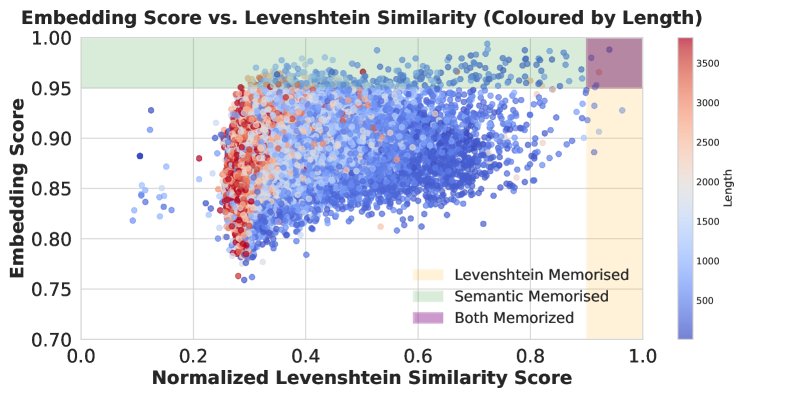 Embedding Score vs. Levenshtein Similarity (Coloured by Length)
1.00
0.95
0.90
0.85
0.80
0.75
0.70
Embedding Score
0.0
0.2
0.4
0.6
0.8
1.0
Normalized Levenshtein Similarity Score
Levenshtein Memorised
Semantic Memorised
Both Memorized
3500
3000
2500
2000
1500
1000
500
Length